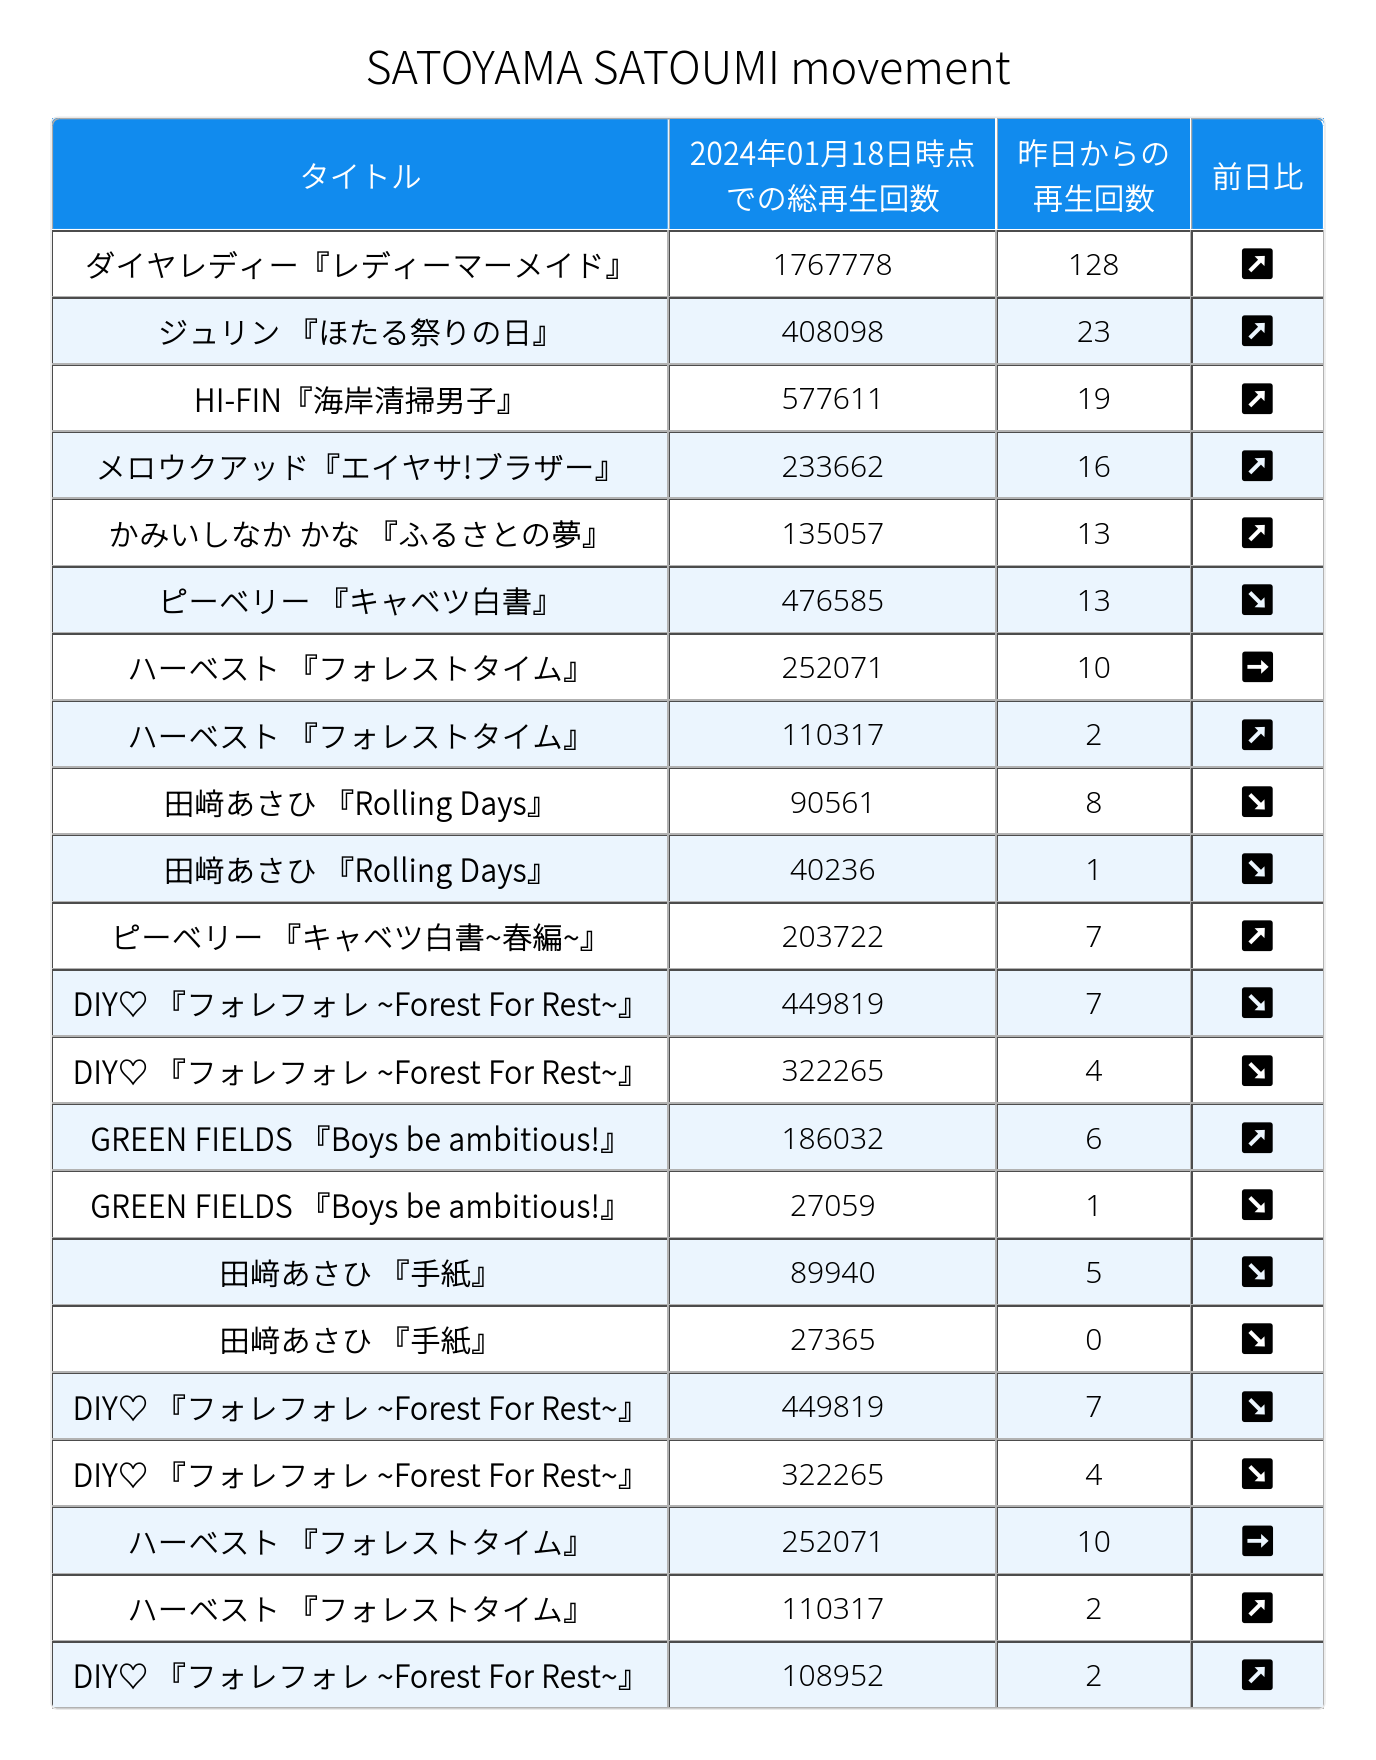 SATOYAMA SATOUMI movement
タイトル 2024年01月18日時点での総再生回数 昨日からの再生回数 前日比
ダイヤレディー『レディーマーメイド』 1767778 128 ↗
ジュリン 『ほたる祭りの日』 408098 23 ↗
HI-FIN『海岸清掃男子』 577611 19 ↗
メロウクアッド『エイヤサ!ブラザー』 233662 16 ↗
かみいしなか かな 『ふるさとの夢』 135057 13 ↗
ピーベリー 『キャベツ白書』 476585 13 ↘
ハーベスト 『フォレストタイム』 252071 10 →
ハーベスト 『フォレストタイム』 110317 2 ↗
田﨑あさひ 『Rolling Days』 90561 8 ↘
田﨑あさひ 『Rolling Days』 40236 1 ↘
ピーベリー 『キャベツ白書~春編~』 203722 7 ↗
DIY♡ 『フォレフォレ ~Forest For Rest~』 449819 7 ↘
DIY♡ 『フォレフォレ ~Forest For Rest~』 322265 4 ↘
GREEN FIELDS 『Boys be ambitious!』 186032 6 ↗
GREEN FIELDS 『Boys be ambitious!』 27059 1 ↘
田﨑あさひ 『手紙』 89940 5 ↘
田﨑あさひ 『手紙』 27365 0 ↘
DIY♡ 『フォレフォレ ~Forest For Rest~』 449819 7 ↘
DIY♡ 『フォレフォレ ~Forest For Rest~』 322265 4 ↘
ハーベスト 『フォレストタイム』 252071 10 →
ハーベスト 『フォレストタイム』 110317 2 ↗
DIY♡ 『フォレフォレ ~Forest For Rest~』 108952 2 ↗